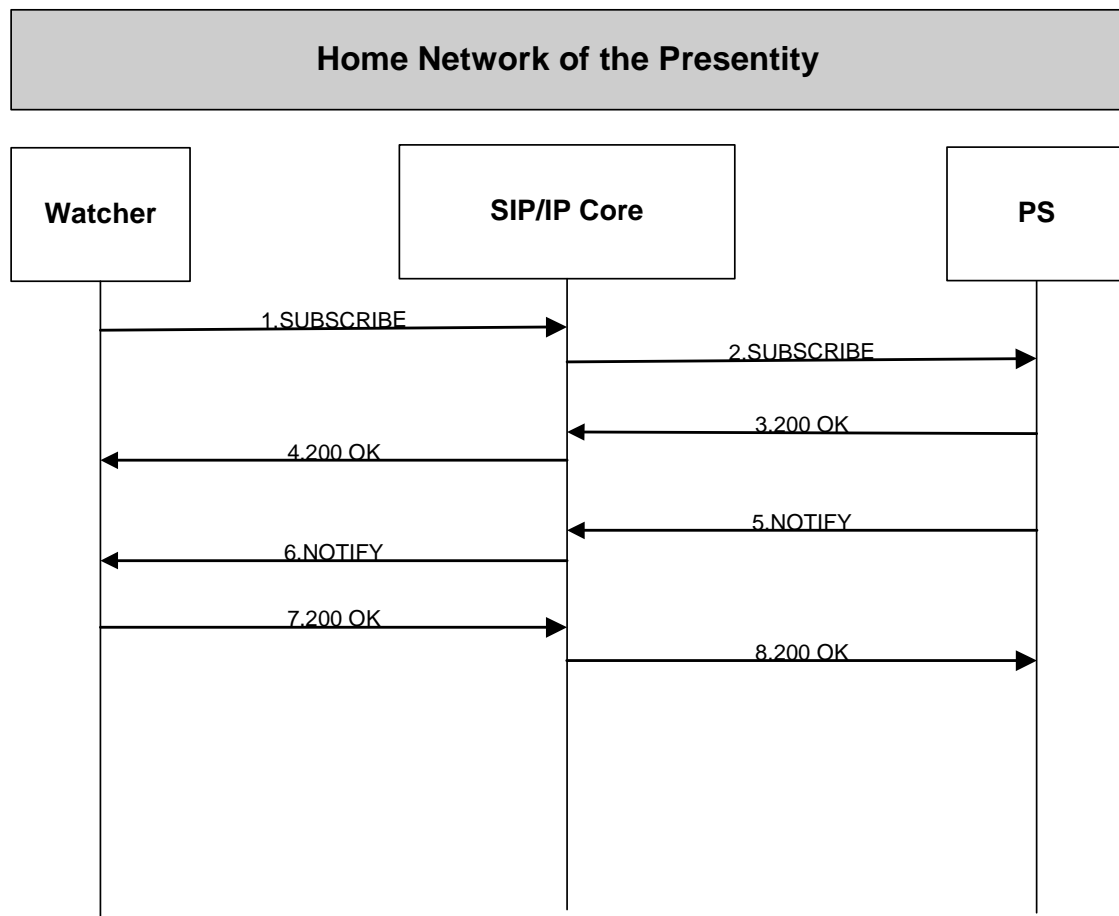 Home Network of the Presentity
Watcher
SIP/IP Core
PS
1.SUBSCRIBE
2.SUBSCRIBE
3.200 OK
4.200 OK
5.NOTIFY
6.NOTIFY
7.200 OK
8.200 OK